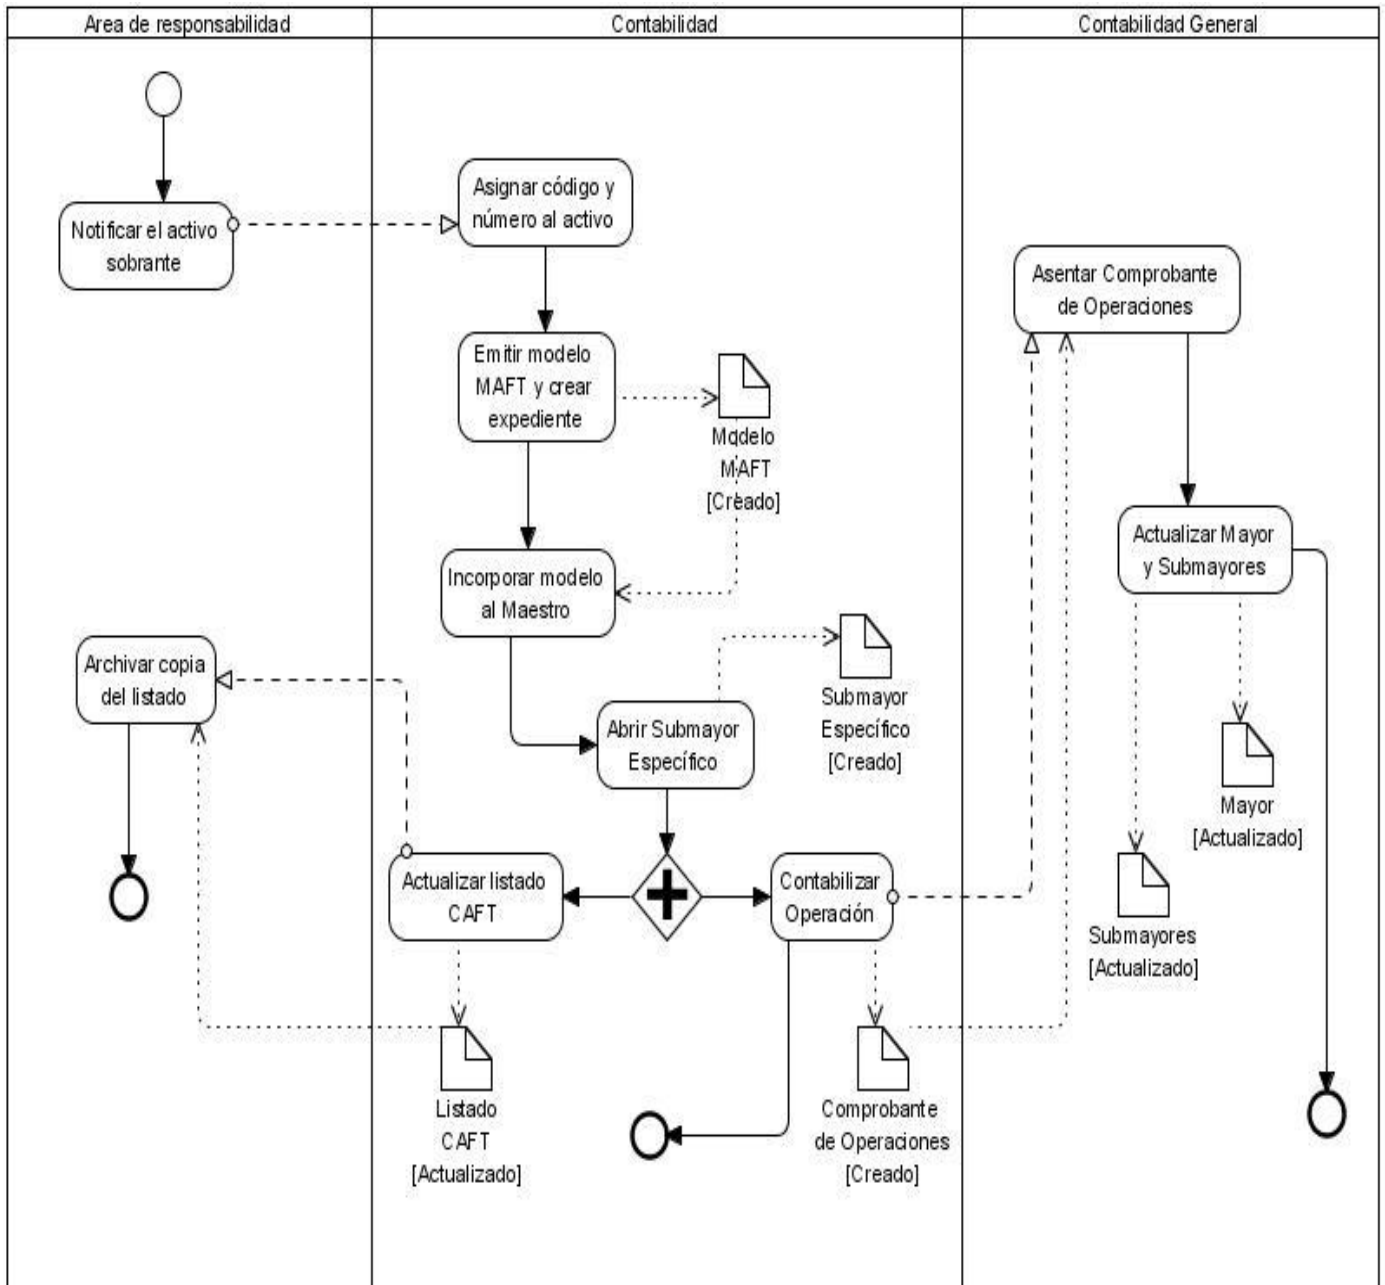 Area de responsabilidad
Contabilidad
Contabilidad General
Notificar el activo
sobrante
Asignar código y
número al activo
Emitir modelo
MAFT y crear
expediente
Modelo
MAFT
[Creado]
Incorporar modelo
al Maestro
Abrir Submayor
Específico
Submayor
Específico
[Creado]
Archivar copia
del listado
Actualizar listado
CAFT
Contabilizar
Operación
Listado
CAFT
[Actualizado]
Comprobante
de Operaciones
[Creado]
Asentar Comprobante
de Operaciones
Actualizar Mayor
y Submayores
Mayor
[Actualizado]
Submayores
[Actualizado]